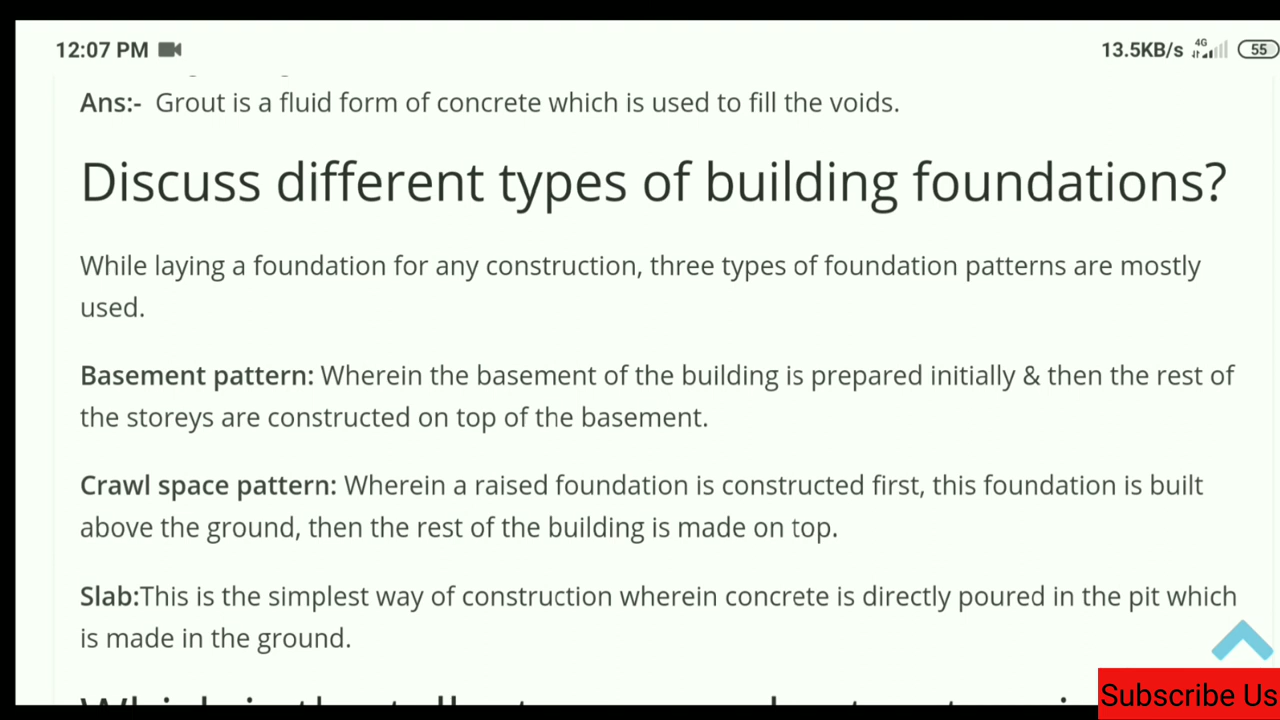 12:07 PM
13.5KB/s 4G 55
Ans:- Grout is a fluid form of concrete which is used to fill the voids.
Discuss different types of building foundations?
While laying a foundation for any construction, three types of foundation patterns are mostly
used.
Basement pattern: Wherein the basement of the building is prepared initially & then the rest of
the storeys are constructed on top of the basement.
Crawl space pattern: Wherein a raised foundation is constructed first, this foundation is built
above the ground, then the rest of the building is made on top.
Slab:This is the simplest way of construction wherein concrete is directly poured in the pit which
is made in the ground.
Subscribe Us